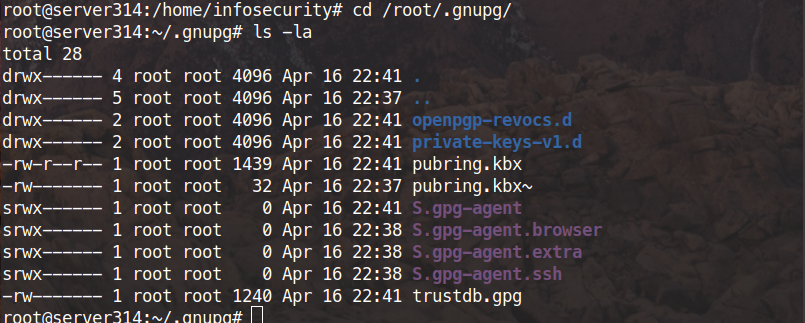 root@server314:/home/infosecurity# cd /root/.gnupg/
root@server314:~/.gnupg# ls -la
total 28
drwx------ 4 root root 4096 Apr 16 22:41 .
drwx------ 5 root root 4096 Apr 16 22:37 ..
drwx------ 2 root root 4096 Apr 16 22:41 openpgp-revocs.d
drwx------ 2 root root 4096 Apr 16 22:41 private-keys-v1.d
-rw-r--r-- 1 root root 1439 Apr 16 22:41 pubring.kbx
-rw------- 1 root root   32 Apr 16 22:37 pubring.kbx~
srwx------ 1 root root    0 Apr 16 22:41 S.gpg-agent
srwx------ 1 root root    0 Apr 16 22:38 S.gpg-agent.browser
srwx------ 1 root root    0 Apr 16 22:38 S.gpg-agent.extra
srwx------ 1 root root    0 Apr 16 22:38 S.gpg-agent.ssh
-rw------- 1 root root 1240 Apr 16 22:41 trustdb.gpg
root@server314:~/.gnupg#